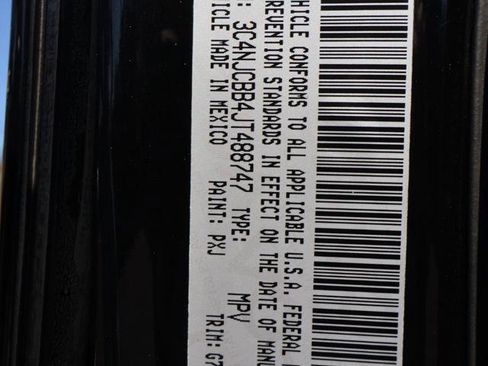 HICLE CONFORMS TO ALL APPLICABLE U.S.A. FEDERAL
REVENTION STANDARDS IN EFFECT ON THE DATE OF MANU
: 3C4NJCBB4JT488747 TYPE: MPV
ICLE MADE IN MEXICO PAINT: PXJ TRIM: G7